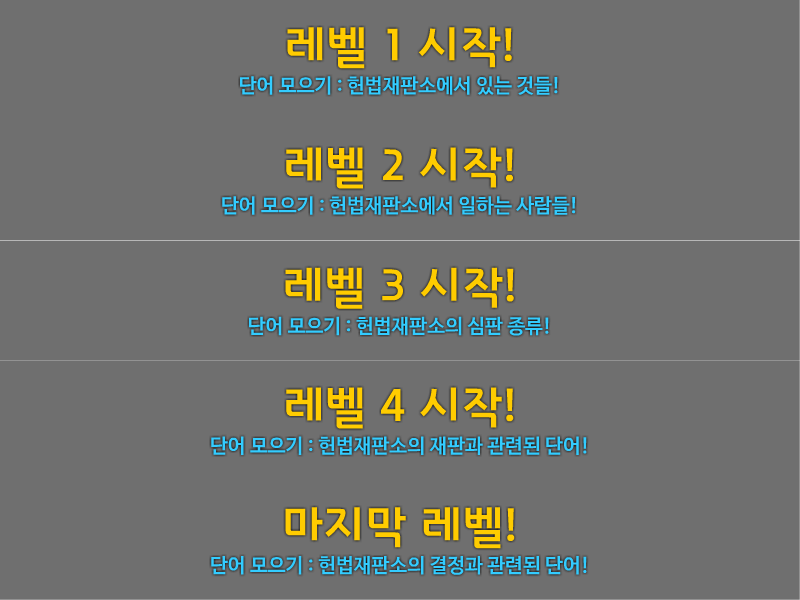 레벨 1 시작!
단어 모으기 : 헌법재판소에서 있는 것들!
레벨 2 시작!
단어 모으기 : 헌법재판소에서 일하는 사람들!
레벨 3 시작!
단어 모으기 : 헌법재판소의 심판 종류!
레벨 4 시작!
단어 모으기 : 헌법재판소의 재판과 관련된 단어!
마지막 레벨!
단어 모으기 : 헌법재판소의 결정과 관련된 단어!